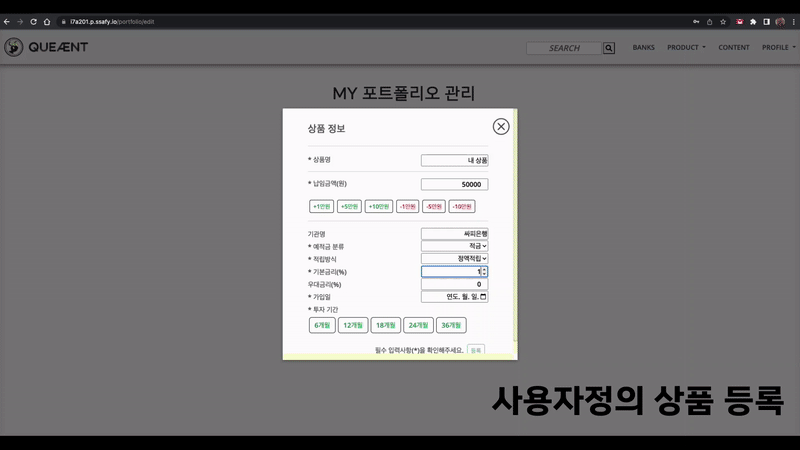 i7a201.p.ssafy.io/portfolio/edit
QUEÆNT
SEARCH
BANKS
PRODUCT
CONTENT
PROFILE
MY 포트폴리오 관리
상품 정보
* 상품명
내 상품
* 납입금액(원)
50000
+1만원 +5만원 +10만원 -1만원 -5만원 -10만원
기관명
싸피은행
* 예적금 분류
적금
* 적립방식
정액적립
* 기본금리(%)
1
우대금리(%)
0
* 가입일
연도. 월. 일.
* 투자 기간
6개월 12개월 18개월 24개월 36개월
필수 입력사항(*)을 확인해주세요. 등록
사용자정의 상품 등록